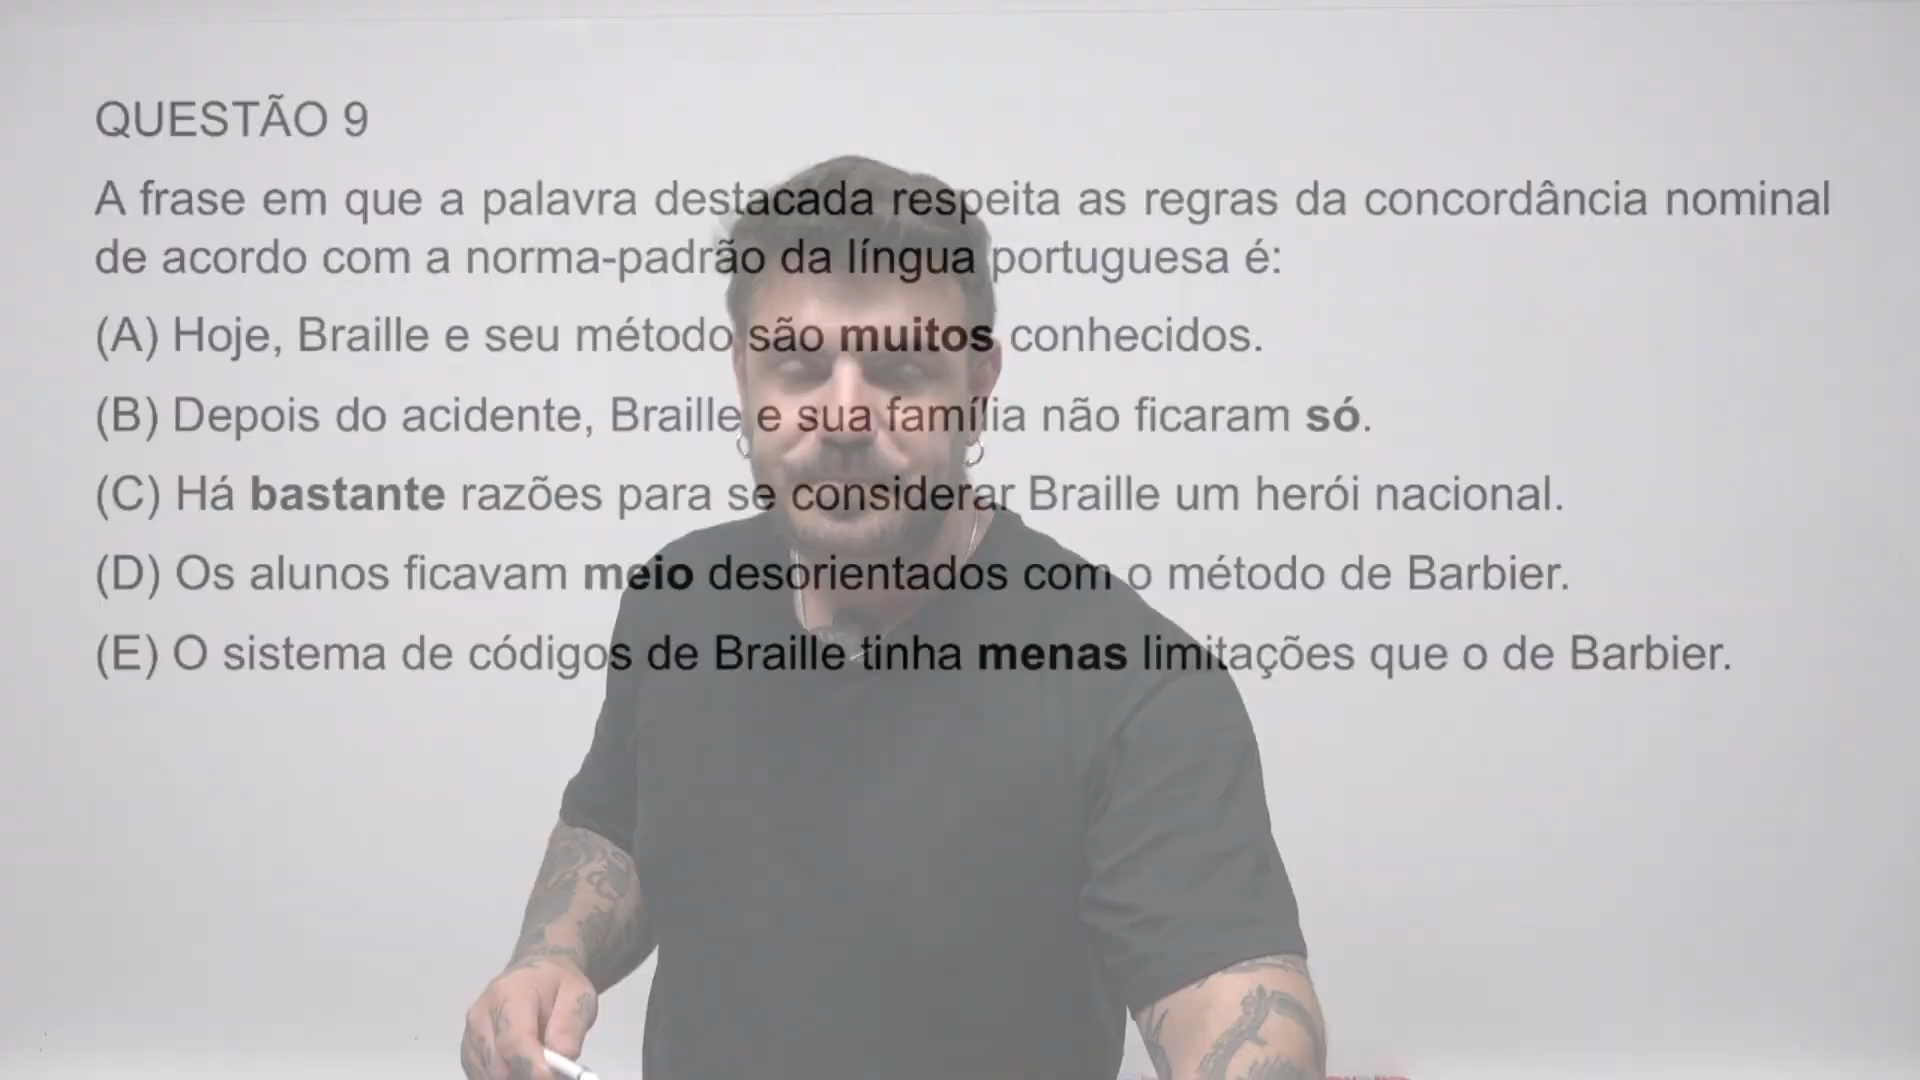 QUESTÃO 9
A frase em que a palavra destacada respeita as regras da concordância nominal
de acordo com a norma-padrão da língua portuguesa é:
(A) Hoje, Braille e seu método são muitos conhecidos.
(B) Depois do acidente, Braille e sua família não ficaram só.
(C) Há bastante razões para se considerar Braille um herói nacional.
(D) Os alunos ficavam meio desorientados com o método de Barbier.
(E) O sistema de códigos de Braille tinha menas limitações que o de Barbier.